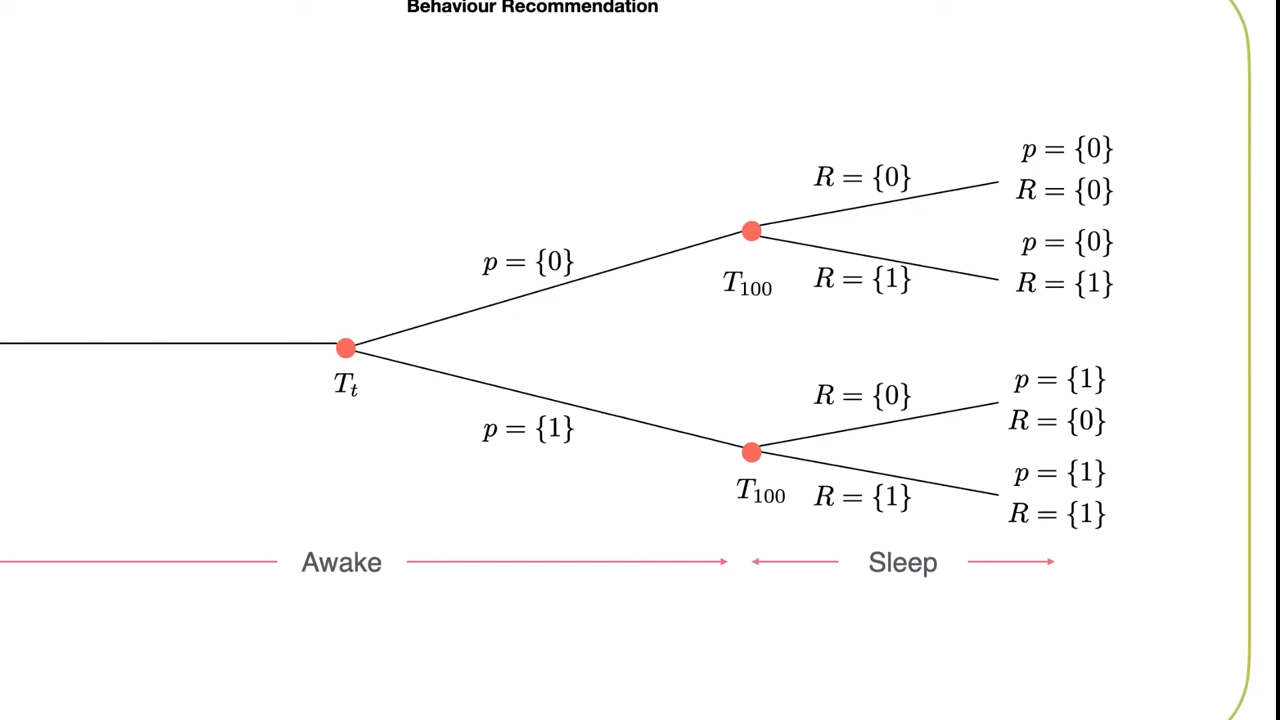 Behaviour Recommendation
p = {0}
R = {0}
R = {0}
p = {0}
p = {0}
R = {1}
T₁₀₀
R = {1}
Tₜ
p = {1}
R = {0}
R = {0}
p = {1}
p = {1}
T₁₀₀
R = {1}
R = {1}
Awake
Sleep